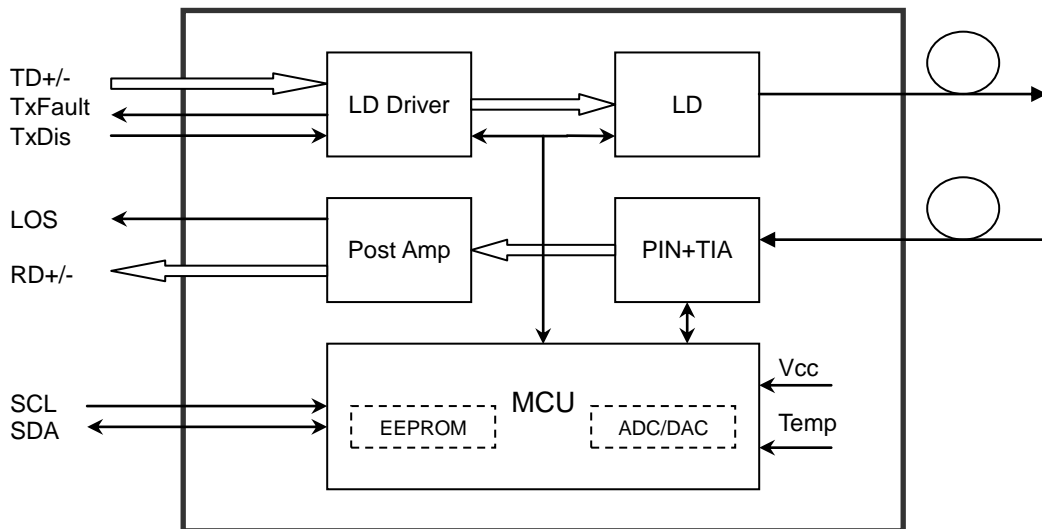 TD+/-
TxFault
TxDis
LD Driver
LD
LOS
RD+/-
Post Amp
PIN+TIA
SCL
SDA
MCU
EEPROM
ADC/DAC
Vcc
Temp